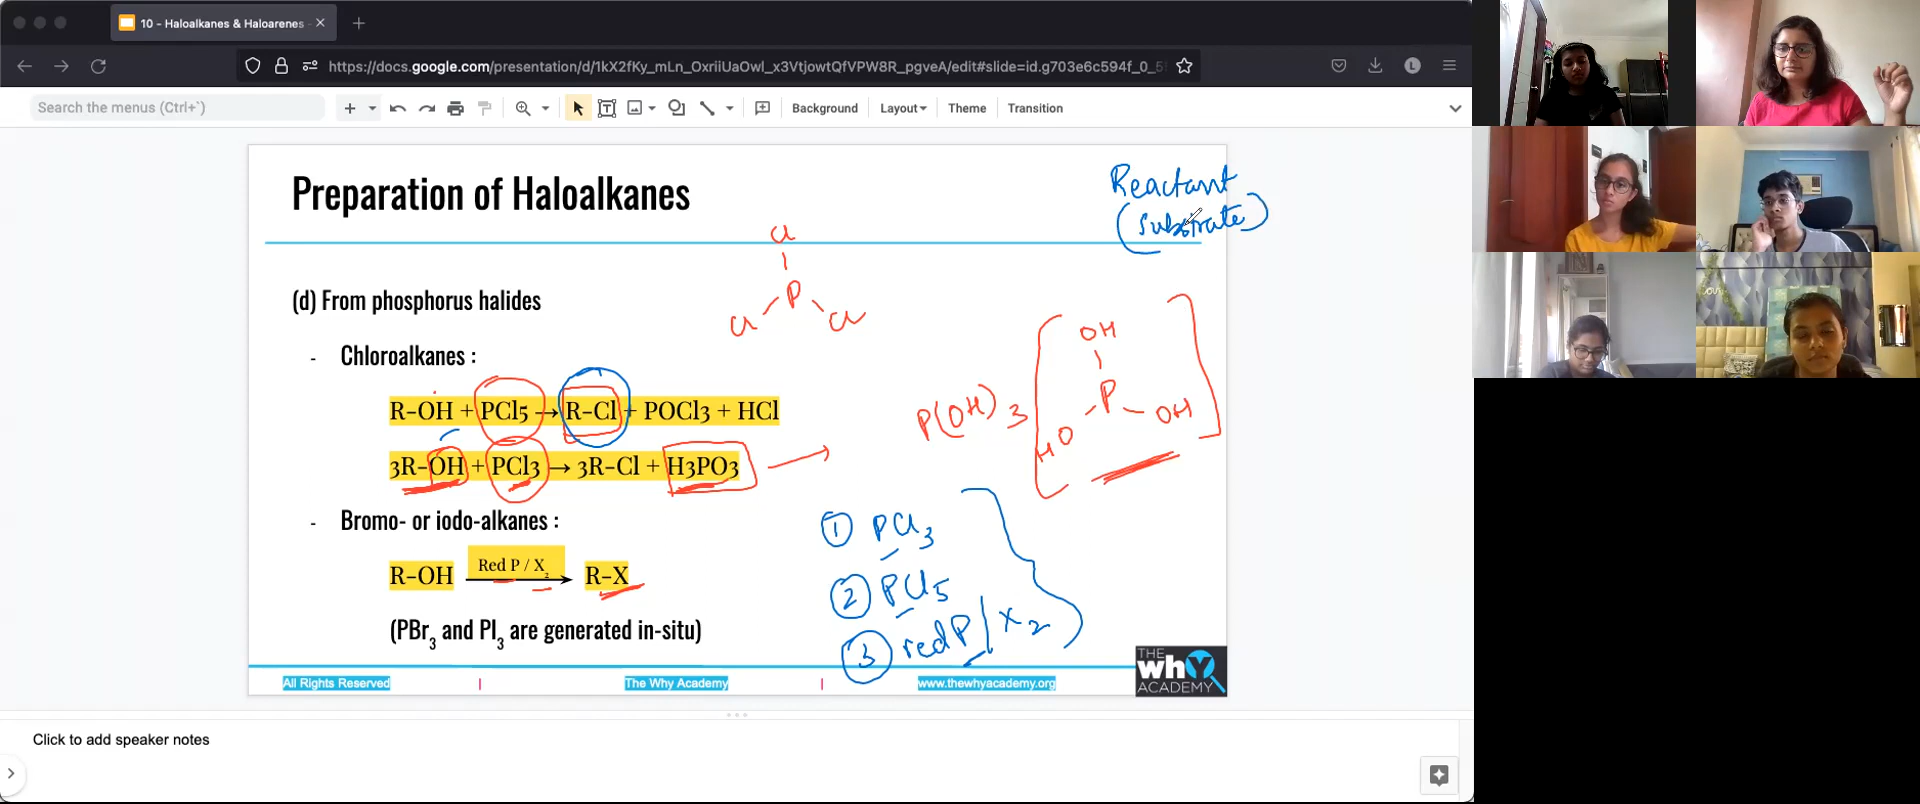 10 - Haloalkanes & Haloarenes -
https://docs.google.com/presentation/d/1kX2fKy_mLn_OxriiUaOwl_x3VtjowtQfVPW8R_pgveA/edit#slide=id.g703e6c594f_0_5
L
Search the menus (Ctrl+`)
Background
Layout
Theme
Transition
Reactant
(substrate)
Preparation of Haloalkanes
Cl
P
Cl Cl
(d) From phosphorus halides
- Chloroalkanes :
R-OH + PCl5 → R-Cl + POCl3 + HCl
3R-OH + PCl3 → 3R-Cl + H3PO3
P(OH)3
OH
P
HO OH
- Bromo- or iodo-alkanes :
R-OH Red P / X2 → R-X
(PBr3 and PI3 are generated in-situ)
① PCl3
② PCl5
③ red P / X2
All Rights Reserved | The Why Academy | www.thewhyacademy.org
THE
whY
ACADEMY
Click to add speaker notes